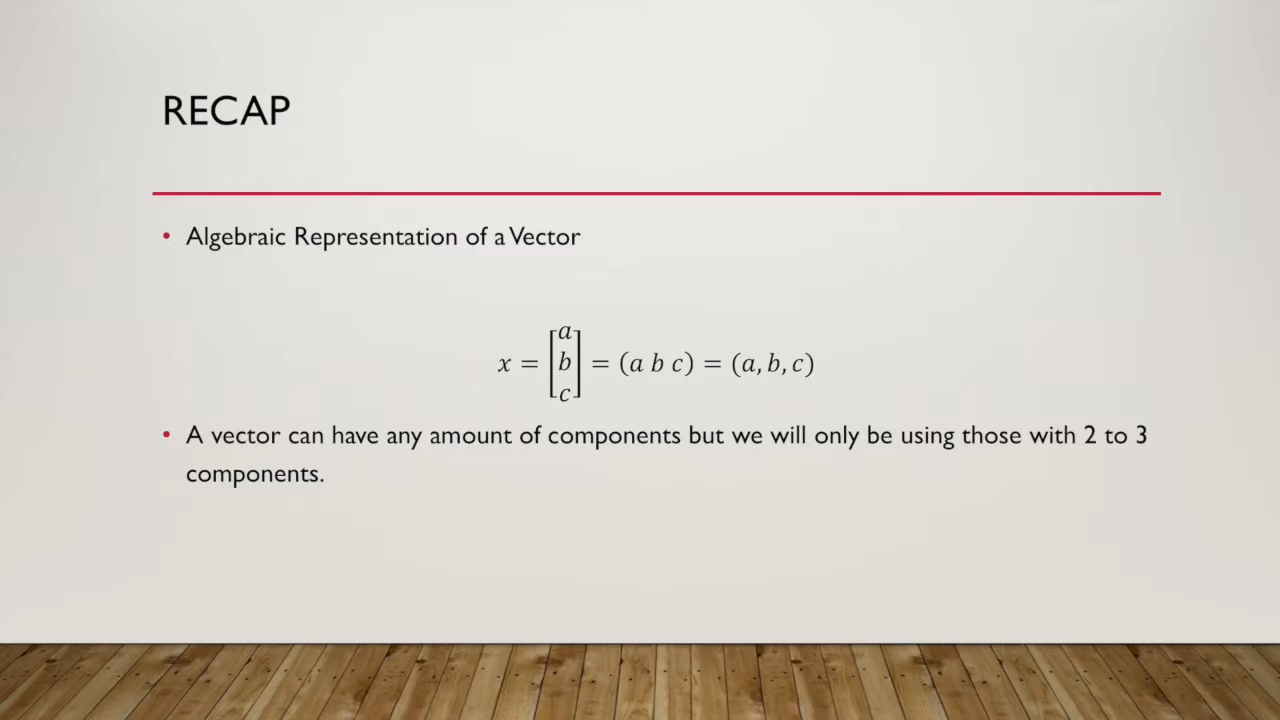 RECAP
• Algebraic Representation of a Vector
x = [a b c] = (a b c) = (a, b, c)
• A vector can have any amount of components but we will only be using those with 2 to 3
components.